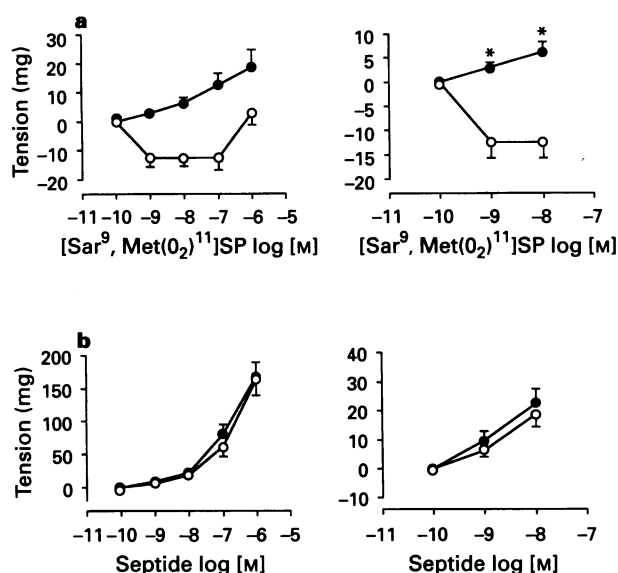 a
30
20
10
0
−10
−20
Tension (mg)
−11 −10 −9 −8 −7 −6 −5
[Sar9, Met(02)11]SP log [M]
10
5
0
−5
−10
−15
−20
* *
−11 −10 −9 −8 −7
[Sar9, Met(02)11]SP log [M]
b
200
150
100
50
0
Tension (mg)
−11 −10 −9 −8 −7 −6 −5
Septide log [M]
40
30
20
10
0
−10
−11 −10 −9 −8 −7
Septide log [M]